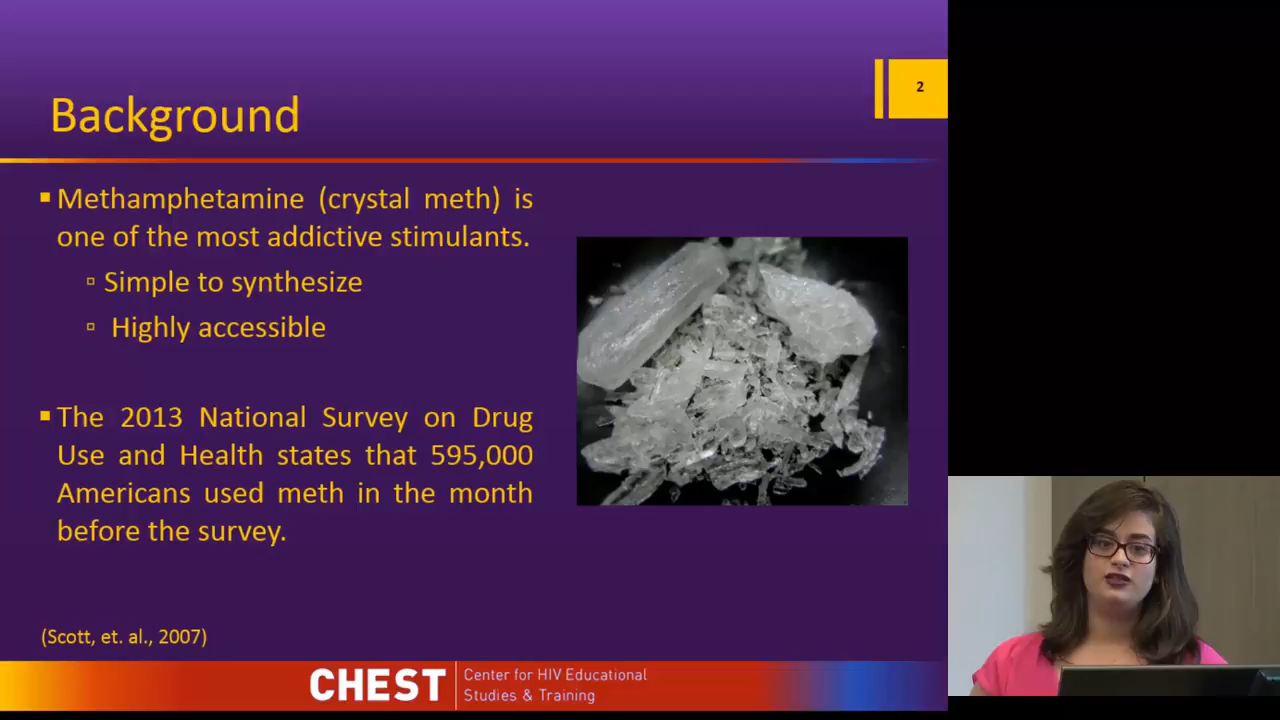 2
Background
Methamphetamine (crystal meth) is
one of the most addictive stimulants.
Simple to synthesize
Highly accessible
The 2013 National Survey on Drug
Use and Health states that 595,000
Americans used meth in the month
before the survey.
(Scott, et. al., 2007)
CHEST
Center for HIV Educational
Studies & Training